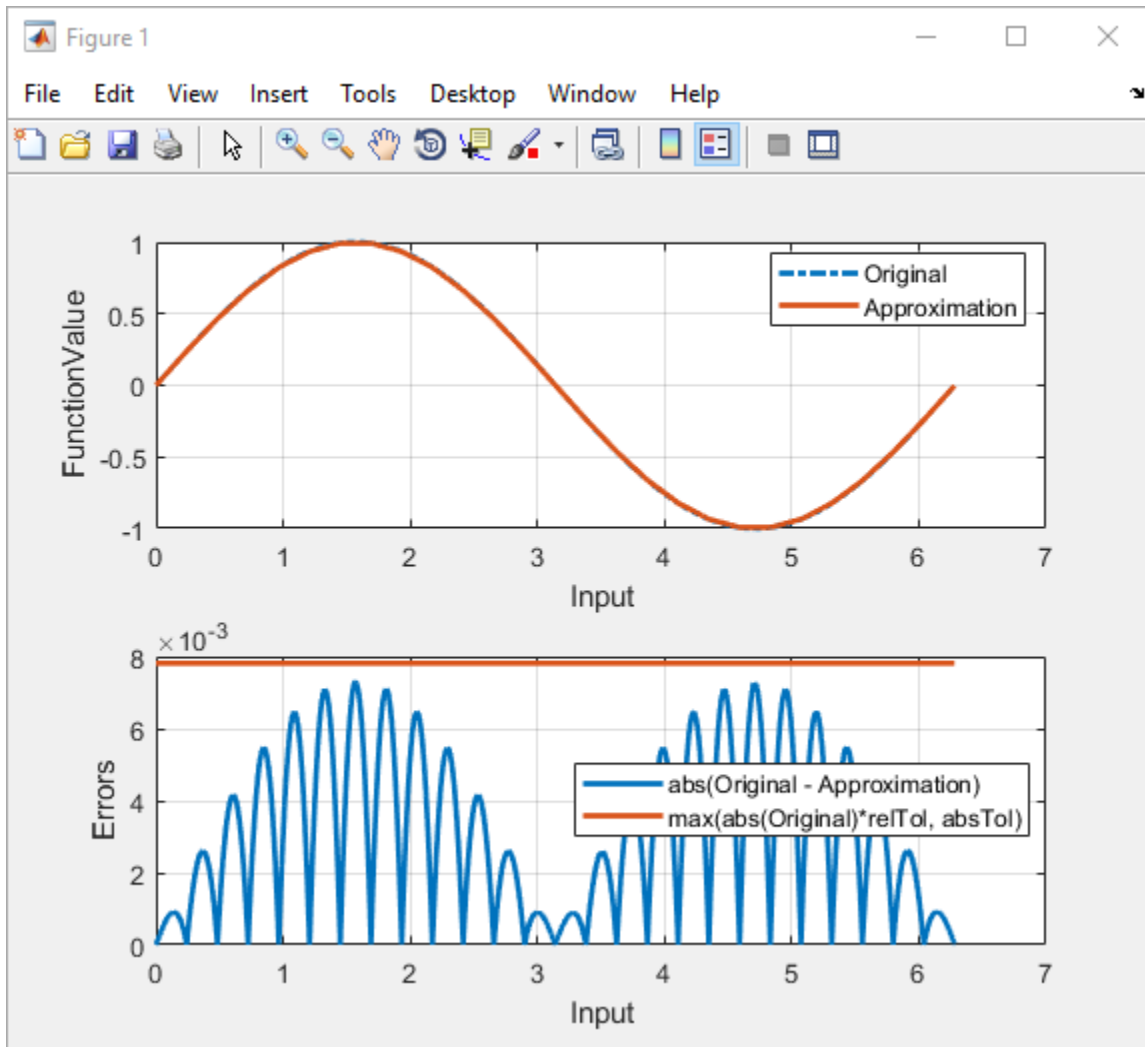 Figure 1
File Edit View Insert Tools Desktop Window Help
1
0.5
0
-0.5
-1
FunctionValue
Original
Approximation
0 1 2 3 4 5 6 7
Input
×10-3
8
6
4
2
0
Errors
abs(Original - Approximation)
max(abs(Original)*relTol, absTol)
0 1 2 3 4 5 6 7
Input